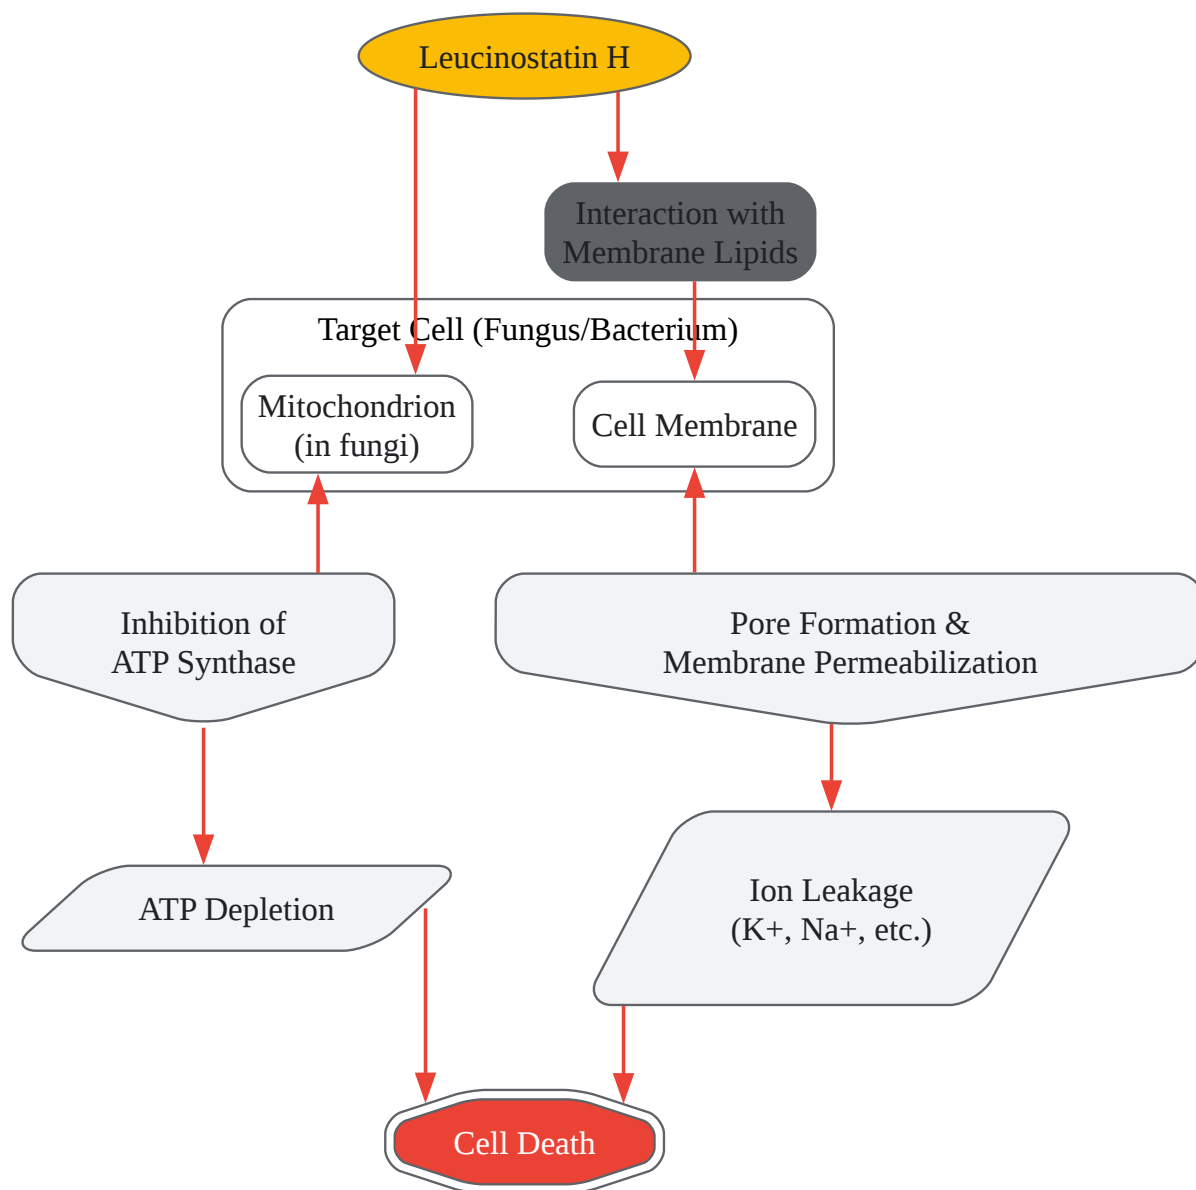 Leucinostatin H
Interaction with
Membrane Lipids
Target Cell (Fungus/Bacterium)
Mitochondrion
(in fungi)
Cell Membrane
Inhibition of
ATP Synthase
Pore Formation &
Membrane Permeabilization
ATP Depletion
Ion Leakage
(K+, Na+, etc.)
Cell Death